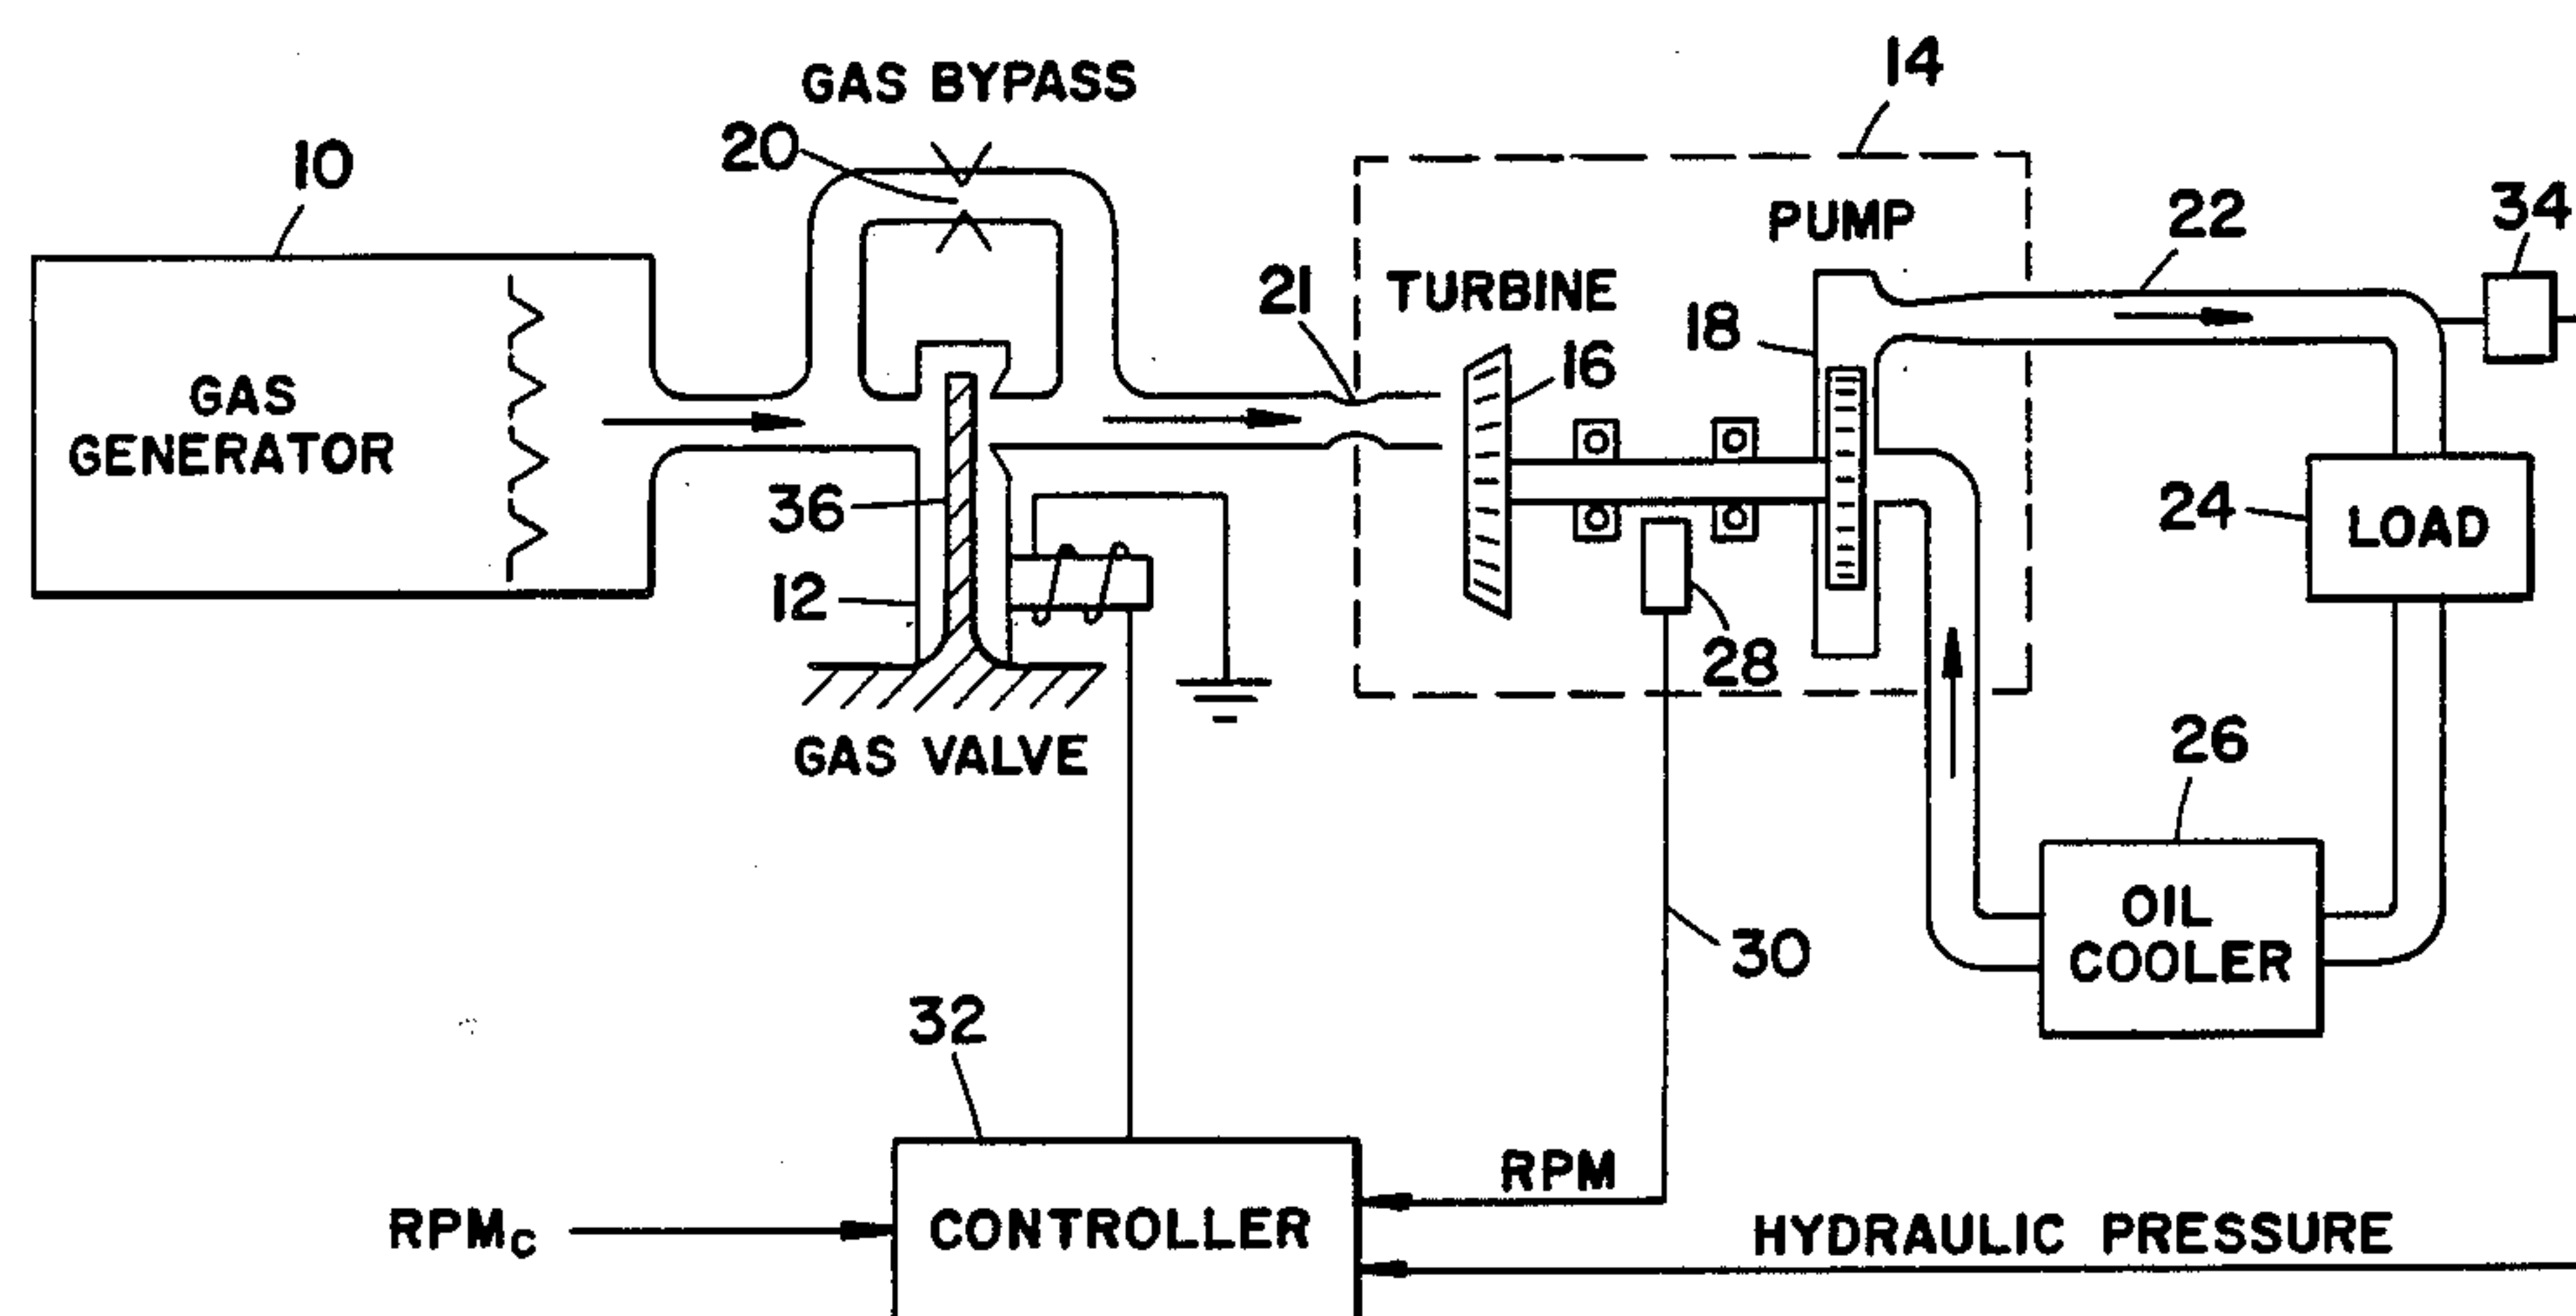 GAS BYPASS
14
20
10
34
22
PUMP
21
TURBINE
18
16
GAS
GENERATOR
36
24
LOAD
12
28
GAS VALVE
26
OIL
COOLER
30
32
RPM
RPMC
CONTROLLER
HYDRAULIC PRESSURE